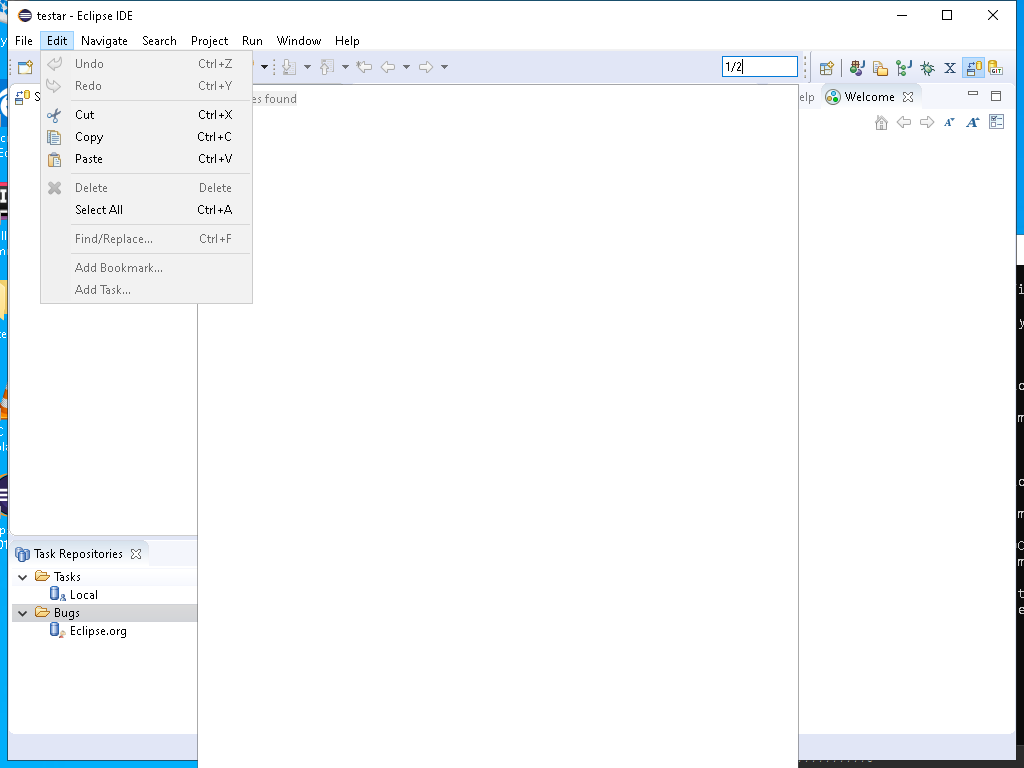 testar - Eclipse IDE
File Edit Navigate Search Project Run Window Help
1/2
es found
elp
Welcome
Undo Ctrl+Z
Redo Ctrl+Y
Cut Ctrl+X
Copy Ctrl+C
Paste Ctrl+V
Delete Delete
Select All Ctrl+A
Find/Replace... Ctrl+F
Add Bookmark...
Add Task...
Task Repositories
Tasks
Local
Bugs
Eclipse.org